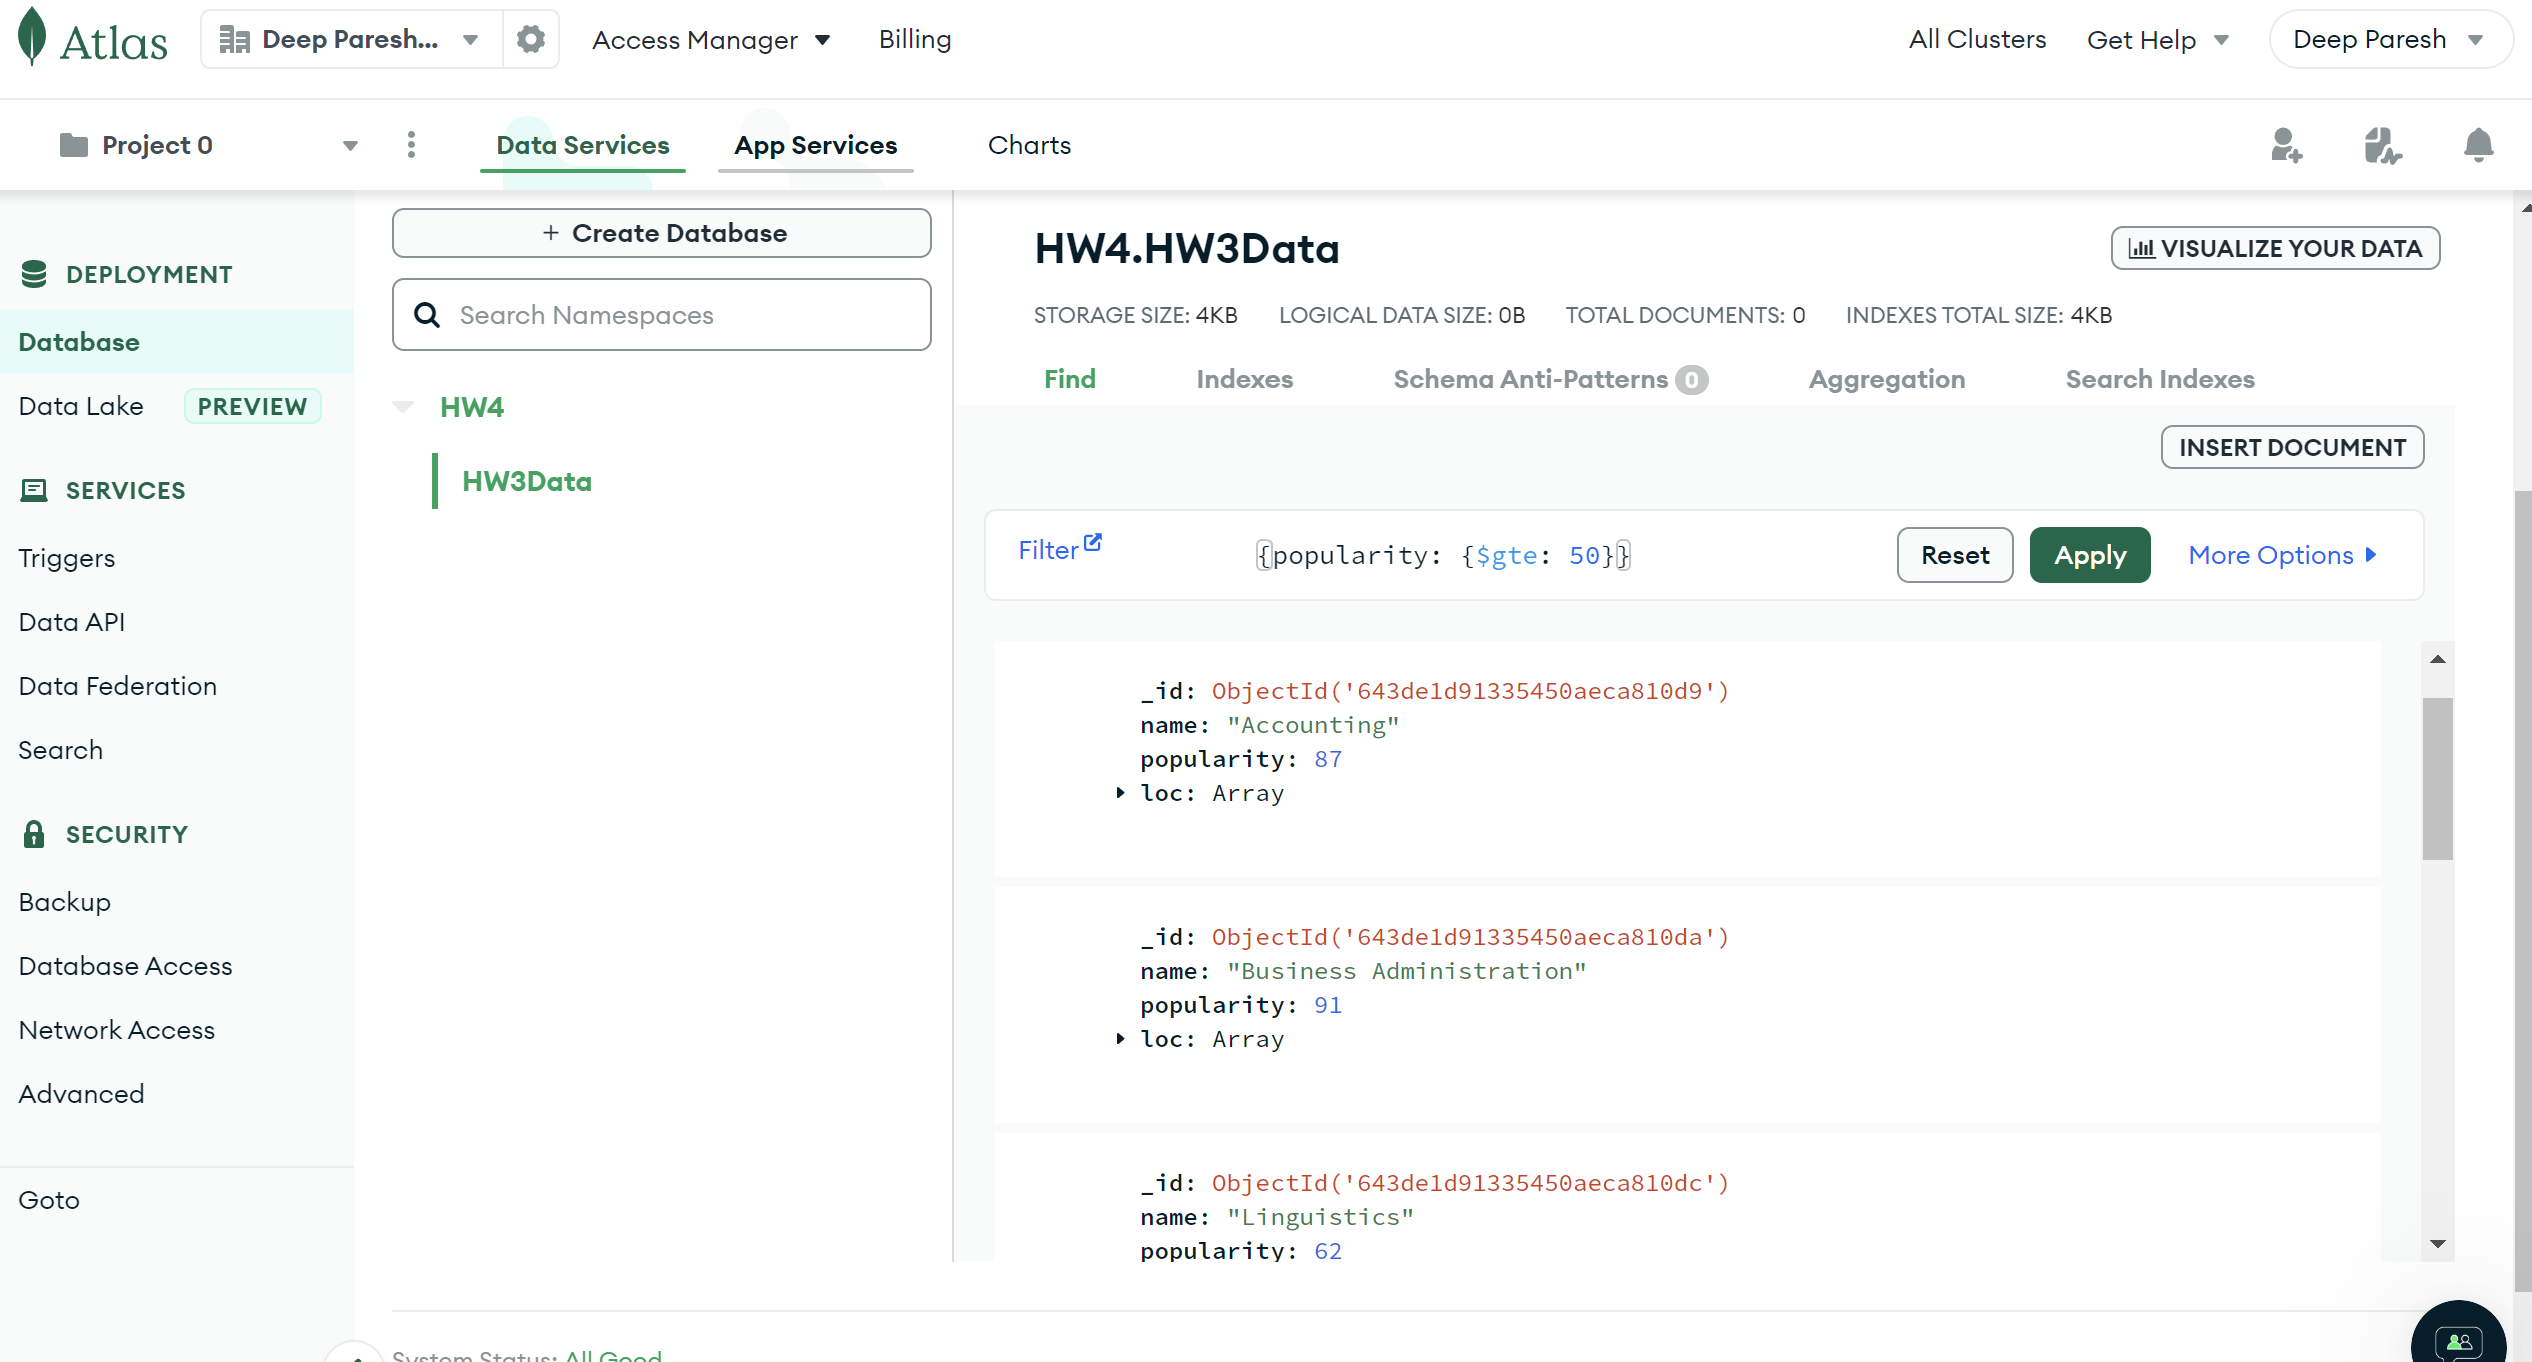 Atlas
Deep Paresh...
Access Manager
Billing
All Clusters
Get Help
Deep Paresh
Project 0
Data Services
App Services
Charts
DEPLOYMENT
Database
Data Lake
PREVIEW
SERVICES
Triggers
Data API
Data Federation
Search
SECURITY
Backup
Database Access
Network Access
Advanced
Goto
+ Create Database
Search Namespaces
HW4
HW3Data
HW4.HW3Data
VISUALIZE YOUR DATA
STORAGE SIZE: 4KB LOGICAL DATA SIZE: 0B TOTAL DOCUMENTS: 0 INDEXES TOTAL SIZE: 4KB
Find Indexes Schema Anti-Patterns 0 Aggregation Search Indexes
INSERT DOCUMENT
Filter {popularity: {$gte: 50}} Reset Apply More Options
_id: ObjectId('643de1d91335450aeca810d9')
name: "Accounting"
popularity: 87
loc: Array
_id: ObjectId('643de1d91335450aeca810da')
name: "Business Administration"
popularity: 91
loc: Array
_id: ObjectId('643de1d91335450aeca810dc')
name: "Linguistics"
popularity: 62
System Status: All Good